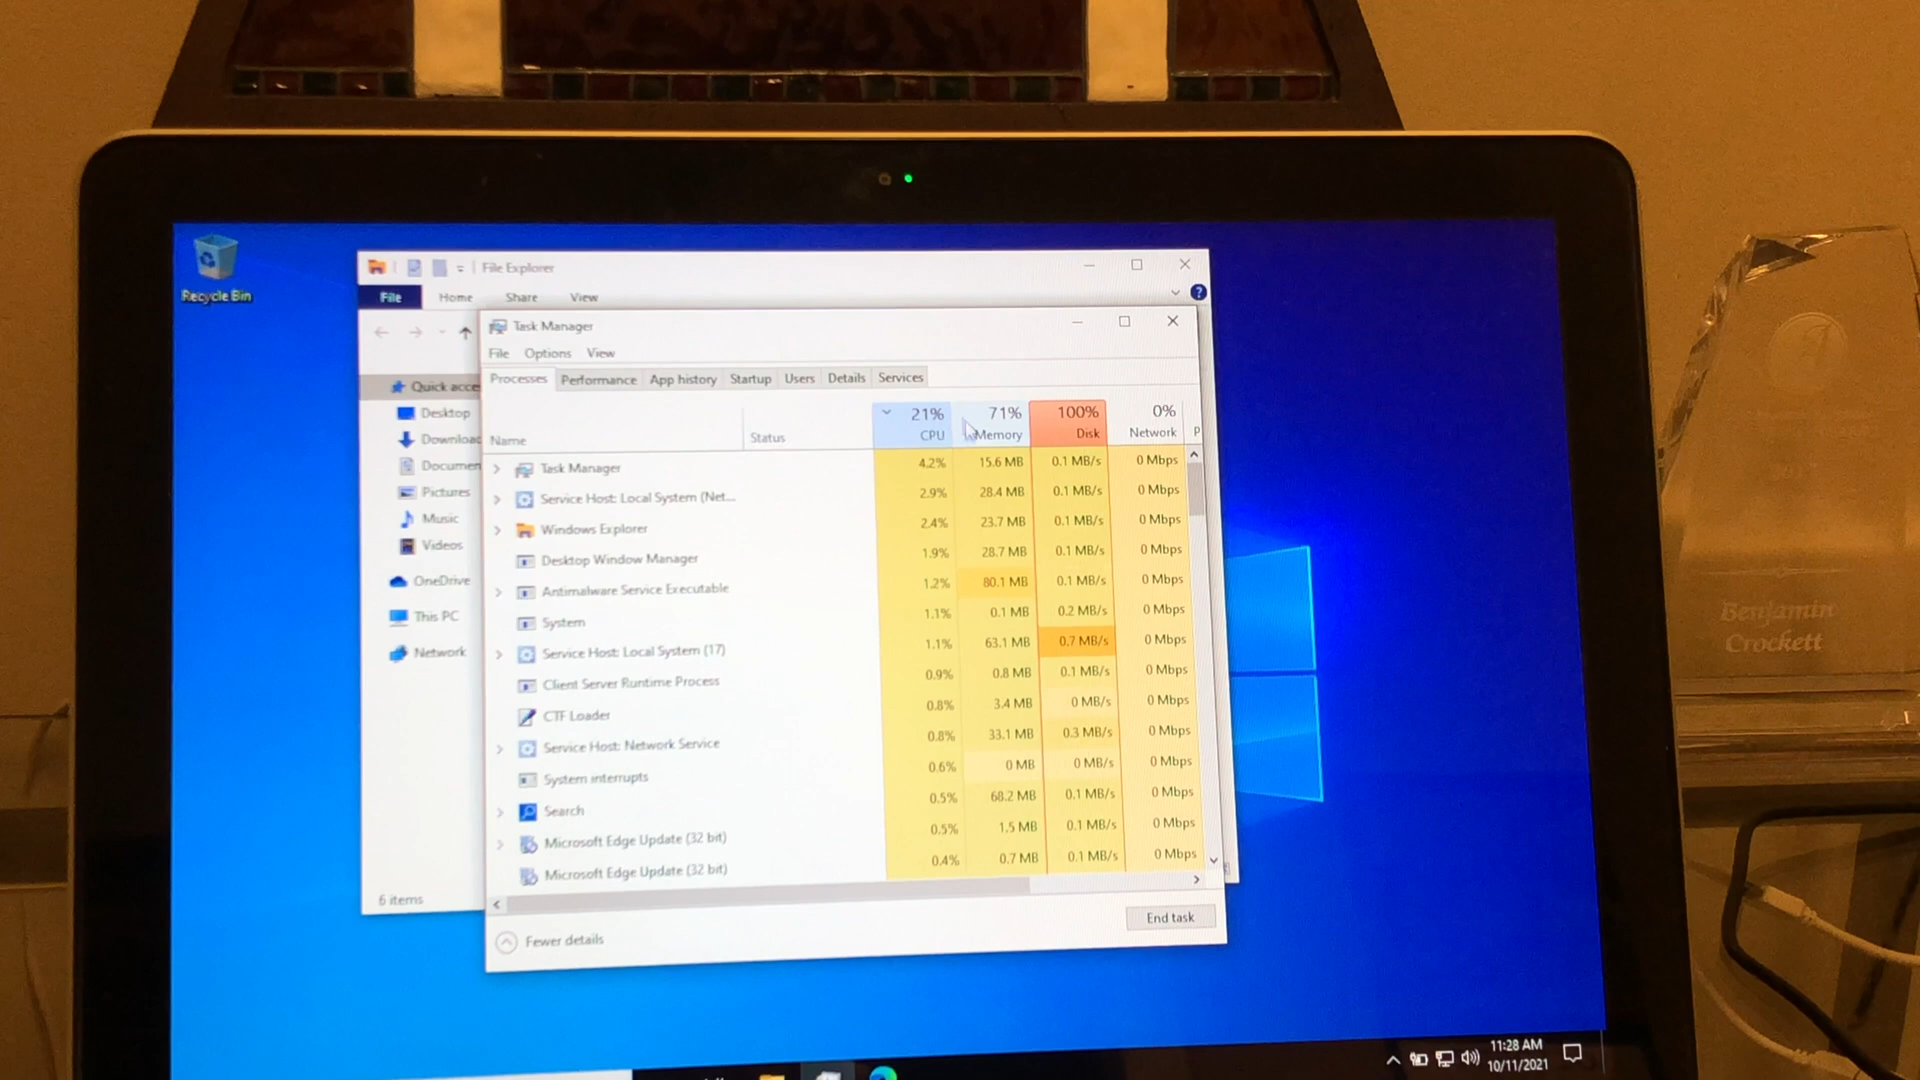 Recycle Bin
File Explorer
File Home Share View
Task Manager
File Options View
Processes Performance App history Startup Users Details Services
21% 71% 100% 0%
Name Status CPU Memory Disk Network P
Task Manager 4.2% 15.6 MB 0.1 MB/s 0 Mbps
Service Host: Local System (Net... 2.9% 28.4 MB 0.1 MB/s 0 Mbps
Windows Explorer 2.4% 23.7 MB 0.1 MB/s 0 Mbps
Desktop Window Manager 1.9% 28.7 MB 0.1 MB/s 0 Mbps
Antimalware Service Executable 1.2% 80.1 MB 0.1 MB/s 0 Mbps
System 1.1% 0.1 MB 0.2 MB/s 0 Mbps
Service Host: Local System (17) 1.1% 63.1 MB 0.7 MB/s 0 Mbps
Client Server Runtime Process 0.9% 0.8 MB 0.1 MB/s 0 Mbps
CTF Loader 0.8% 3.4 MB 0 MB/s 0 Mbps
Service Host: Network Service 0.8% 33.1 MB 0.3 MB/s 0 Mbps
System interrupts 0.6% 0 MB 0 MB/s 0 Mbps
Search 0.5% 68.2 MB 0.1 MB/s 0 Mbps
Microsoft Edge Update (32 bit) 0.5% 1.5 MB 0.1 MB/s 0 Mbps
Microsoft Edge Update (32 bit) 0.4% 0.7 MB 0.1 MB/s 0 Mbps
Fewer details
End task
Quick acce
Desktop
Downloac
Documen
Pictures
Music
Videos
OneDrive
This PC
Network
6 items
11:28 AM
10/11/2021
Benjamin
Crockett